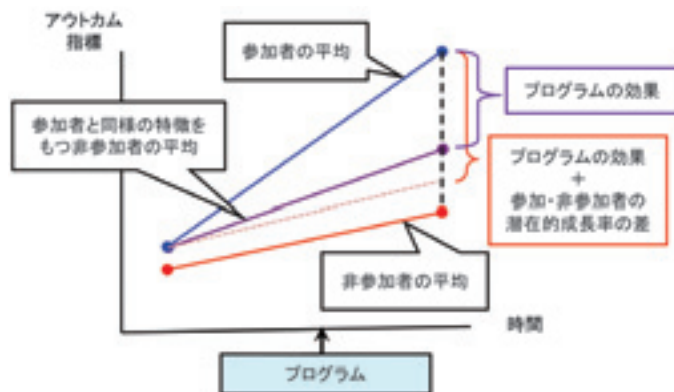 アウトカム
指標
参加者の平均
プログラムの効果
参加者と同様の特徴を
もつ非参加者の平均
プログラムの効果
+
参加・非参加者の
潜在的成長率の差
非参加者の平均
時間
プログラム